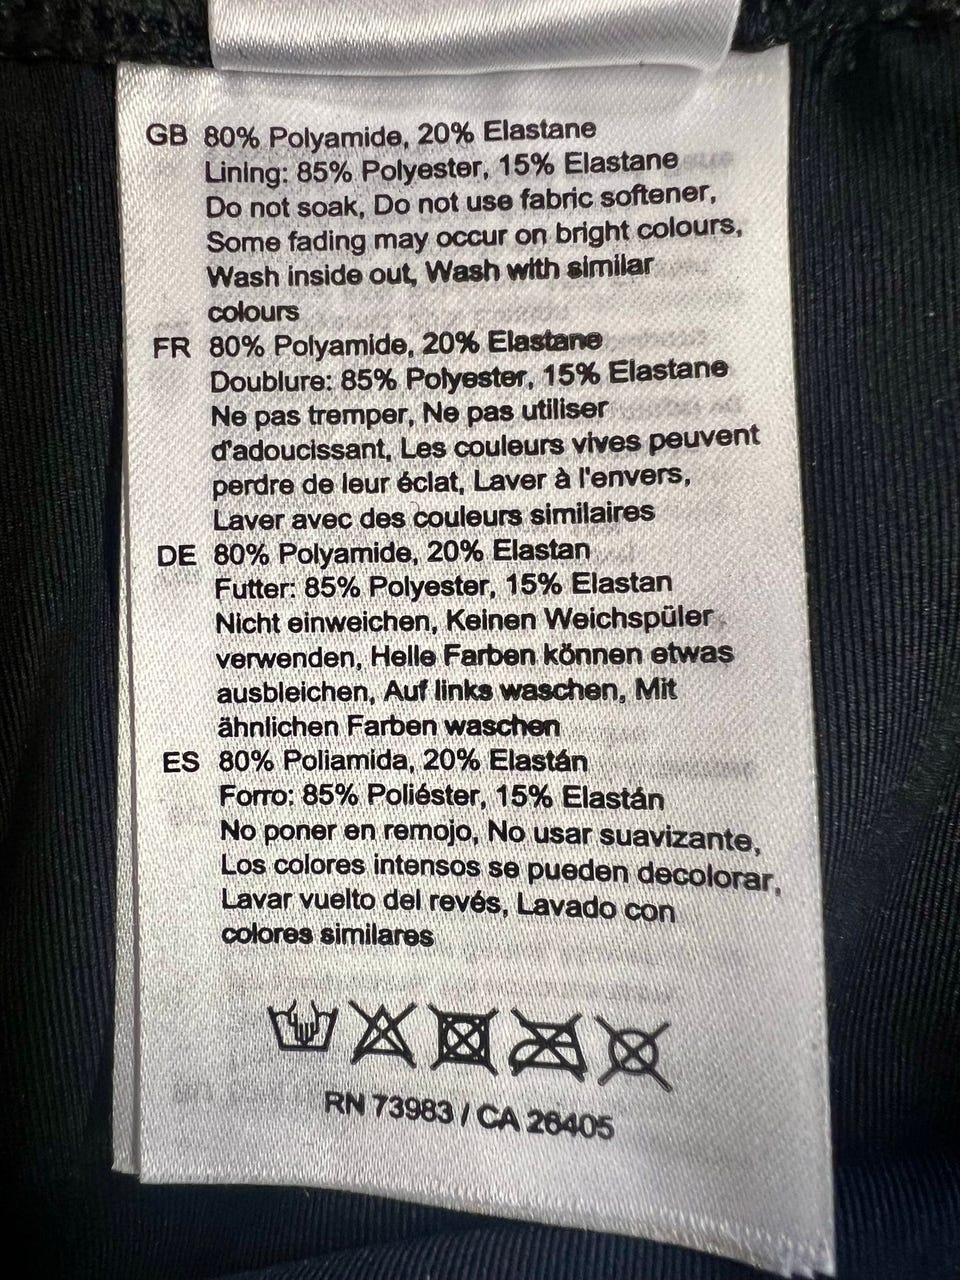 GB 80% Polyamide, 20% Elastane
Lining: 85% Polyester, 15% Elastane
Do not soak, Do not use fabric softener,
Some fading may occur on bright colours,
Wash inside out, Wash with similar
colours
FR 80% Polyamide, 20% Elastane
Doublure: 85% Polyester, 15% Elastane
Ne pas tremper, Ne pas utiliser
d'adoucissant, Les couleurs vives peuvent
perdre de leur éclat, Laver à l'envers,
Laver avec des couleurs similaires
DE 80% Polyamide, 20% Elastan
Futter: 85% Polyester, 15% Elastan
Nicht einweichen, Keinen Weichspüler
verwenden, Helle Farben können etwas
ausbleichen, Auf links waschen, Mit
ähnlichen Farben waschen
ES 80% Poliamida, 20% Elastán
Forro: 85% Poliéster, 15% Elastán
No poner en remojo, No usar suavizante,
Los colores intensos se pueden decolorar,
Lavar vuelto del revés, Lavado con
colores similares
RN 73983 / CA 26405